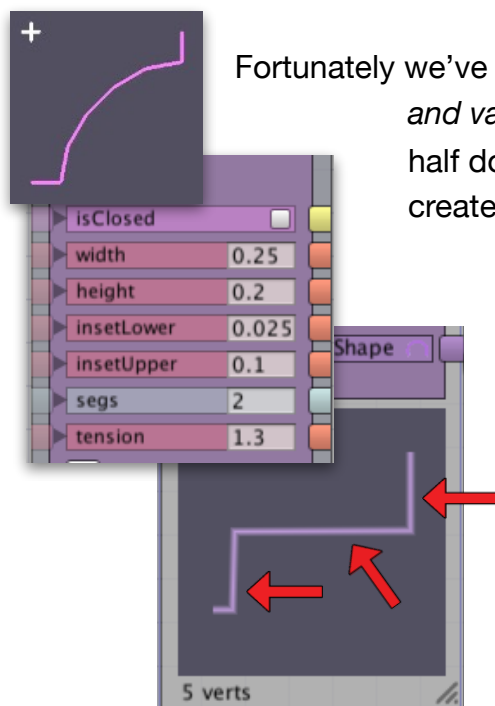 Fortunately we've
and va
half do
create
isClosed
width 0.25
height 0.2
insetLower 0.025
insetUpper 0.1
segs 2
tension 1.3
Shape
5 verts